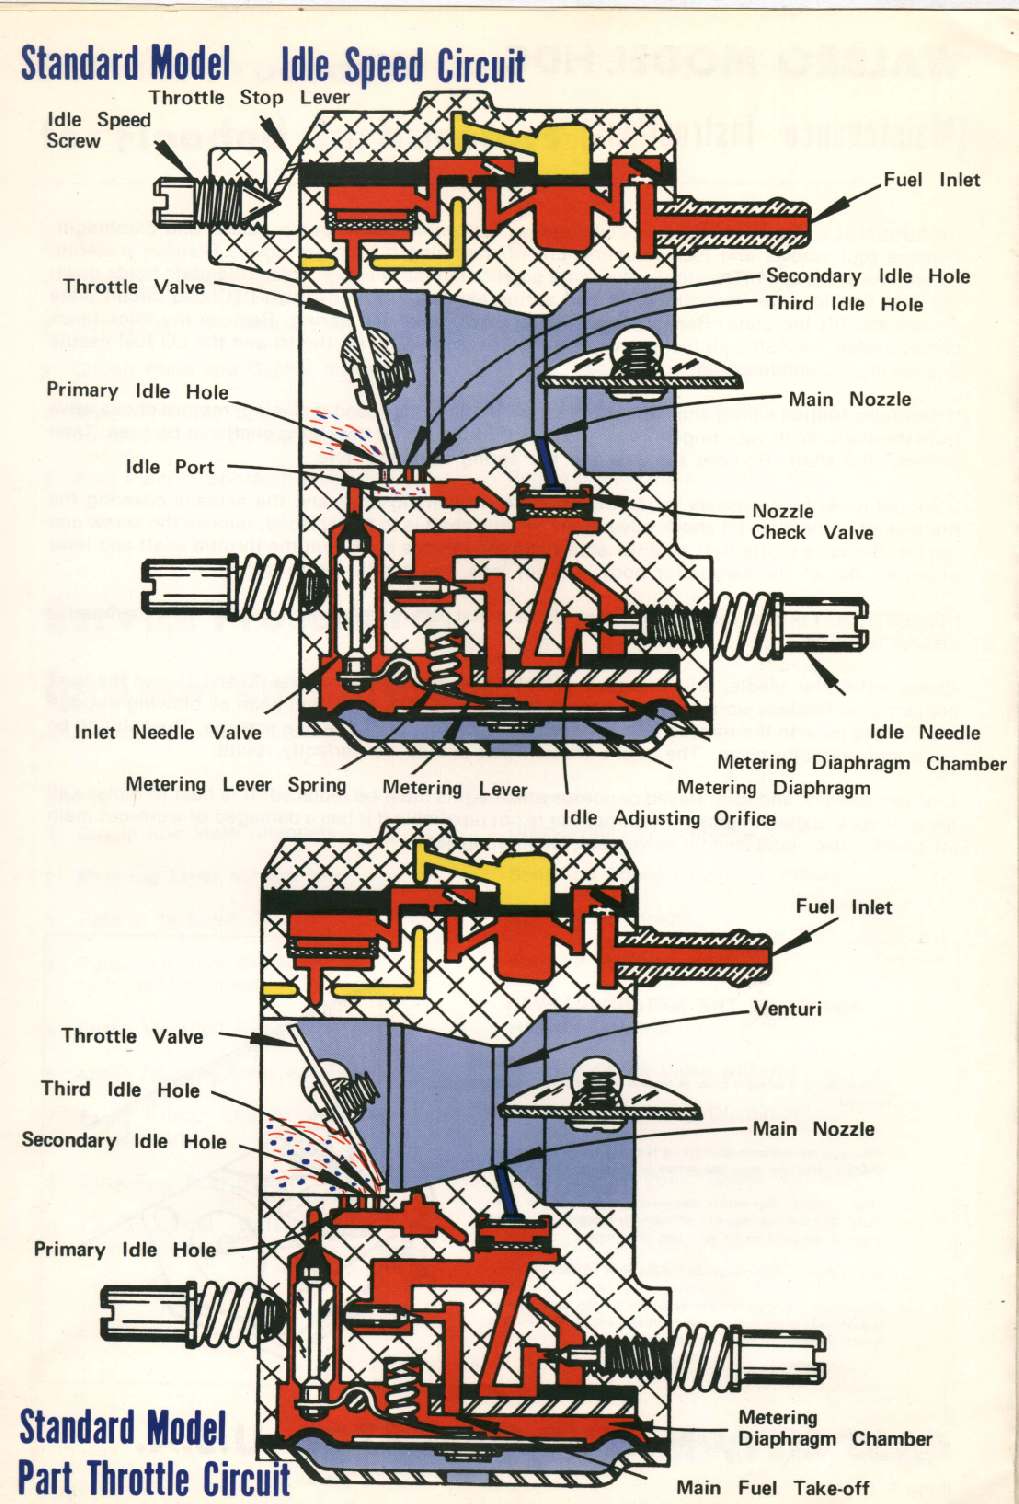 Standard Model Idle Speed Circuit
Throttle Stop Lever
Idle Speed
Screw
Fuel Inlet
Secondary Idle Hole
Throttle Valve
Third Idle Hole
Primary Idle Hole
Main Nozzle
Idle Port
Nozzle
Check Valve
Inlet Needle Valve
Idle Needle
Metering Diaphragm Chamber
Metering Lever Spring
Metering Lever
Metering Diaphragm
Idle Adjusting Orifice
Fuel Inlet
Venturi
Throttle Valve
Third Idle Hole
Main Nozzle
Secondary Idle Hole
Primary Idle Hole
Standard Model
Part Throttle Circuit
Metering
Diaphragm Chamber
Main Fuel Take-off